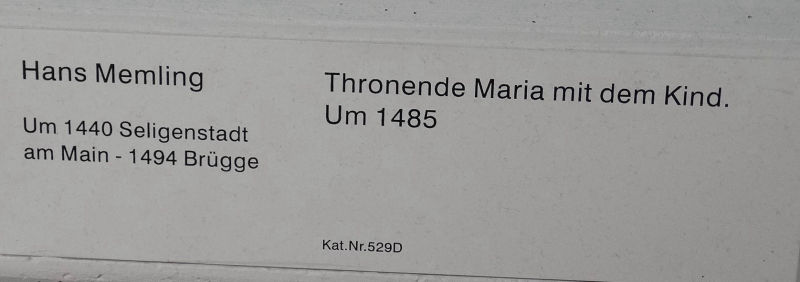 Hans Memling
Um 1440 Seligenstadt
am Main - 1494 Brügge
Thronende Maria mit dem Kind.
Um 1485
Kat.Nr.529D